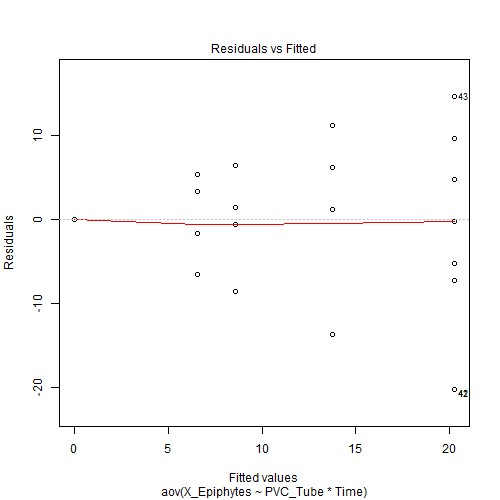 Residuals vs Fitted
43
10
0
-10
-20
Residuals
0
5
10
15
20
Fitted values
aov(X_Epiphytes ~ PVC_Tube * Time)